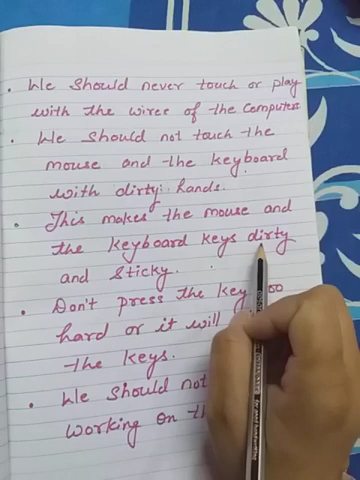 • We should never touch or play
with the wires of the computer.
• We should not touch the
mouse and the keyboard
with dirty hands.
• This makes the mouse and
the keyboard keys dirty
and sticky.
• Don't press the key
hard or it will
the keys.
• We should not
working on